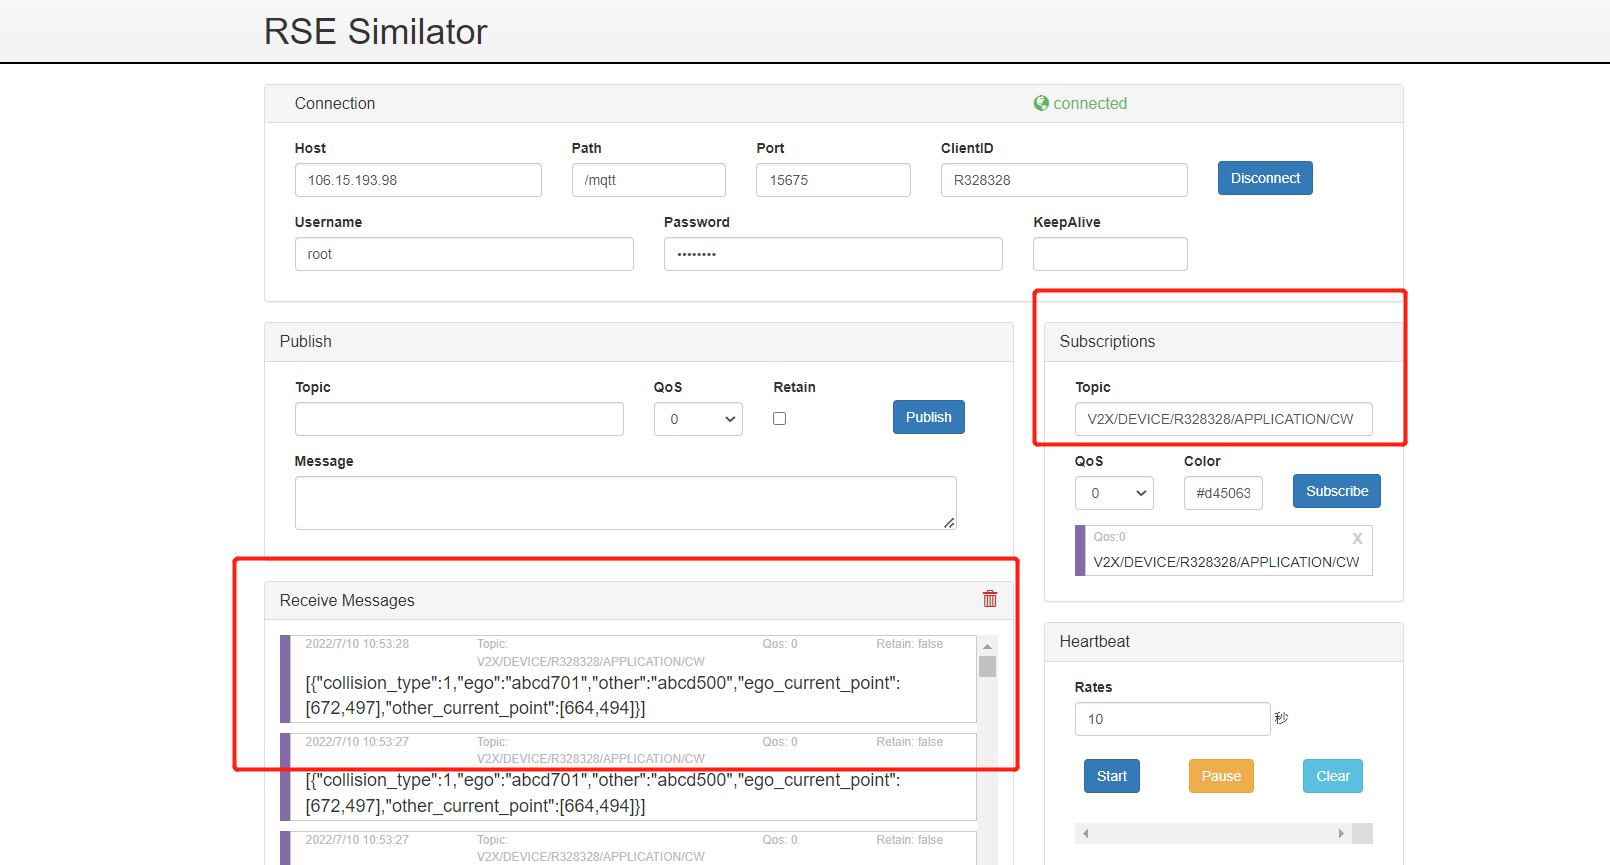 RSE Similator
Connection
connected
Host
Path
Port
ClientID
106.15.193.98
/mqtt
15675
R328328
Disconnect
Username
Password
KeepAlive
root
••••••••
Publish
Topic
QoS
Retain
0
Publish
Message
Subscriptions
Topic
V2X/DEVICE/R328328/APPLICATION/CW
QoS
Color
0
#d45063
Subscribe
Qos:0
X
V2X/DEVICE/R328328/APPLICATION/CW
Receive Messages
2022/7/10 10:53:28
Topic:
V2X/DEVICE/R328328/APPLICATION/CW
Qos: 0
Retain: false
[{"collision_type":1,"ego":"abcd701","other":"abcd500","ego_current_point":
[672,497],"other_current_point":[664,494]}]
2022/7/10 10:53:27
Topic:
V2X/DEVICE/R328328/APPLICATION/CW
Qos: 0
Retain: false
[{"collision_type":1,"ego":"abcd701","other":"abcd500","ego_current_point":
[672,497],"other_current_point":[664,494]}]
2022/7/10 10:53:27
Topic:
V2X/DEVICE/R328328/APPLICATION/CW
Qos: 0
Retain: false
Heartbeat
Rates
10
秒
Start
Pause
Clear